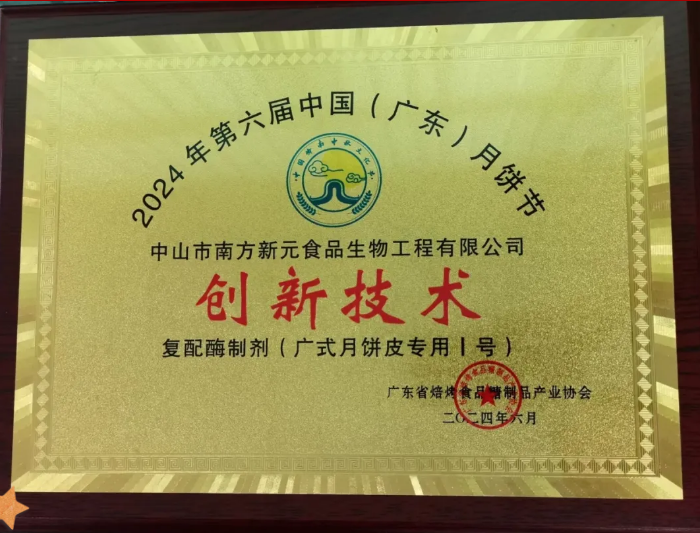 2024年第六届中国（广东）月饼节
中山市南方新元食品生物工程有限公司
创新技术
复配酶制剂（广式月饼皮专用1号）
广东省焙烤食品糖制品产业协会
二〇二四年六月